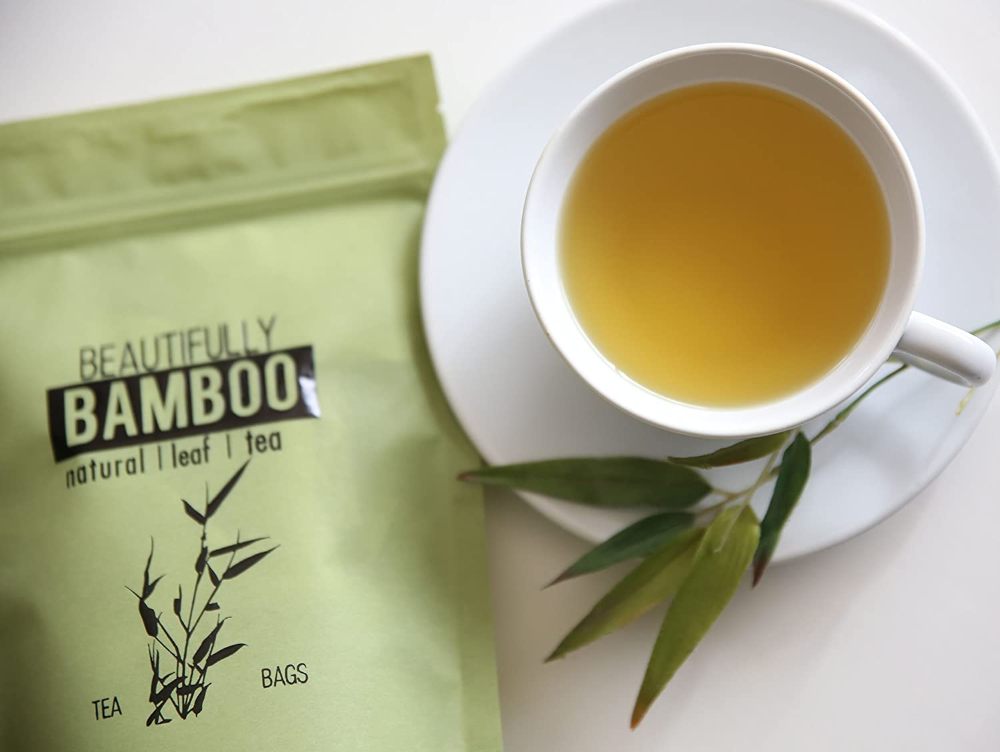 BEAUTIFULLY
BAMBOO
natural | leaf | tea
TEA BAGS